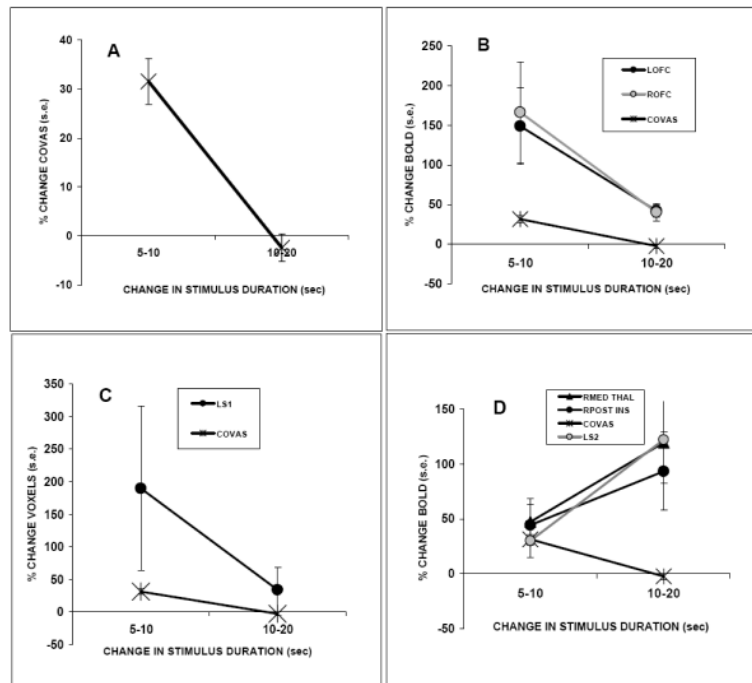 A
40
30
20
10
0
-10
% CHANGE COVAS (s.e.)
5-10
10-20
CHANGE IN STIMULUS DURATION (sec)
B
250
200
150
100
50
0
-50
% CHANGE BOLD (s.e.)
LOFC
ROFC
COVAS
5-10
10-20
CHANGE IN STIMULUS DURATION (sec)
C
350
300
250
200
150
100
50
0
-50
% CHANGE VOXELS (s.e.)
LS1
COVAS
5-10
10-20
CHANGE IN STIMULUS DURATION (sec)
D
150
100
50
0
-50
% CHANGE BOLD (s.e.)
RMED THAL
RPOST INS
COVAS
LS2
5-10
10-20
CHANGE IN STIMULUS DURATION (sec)